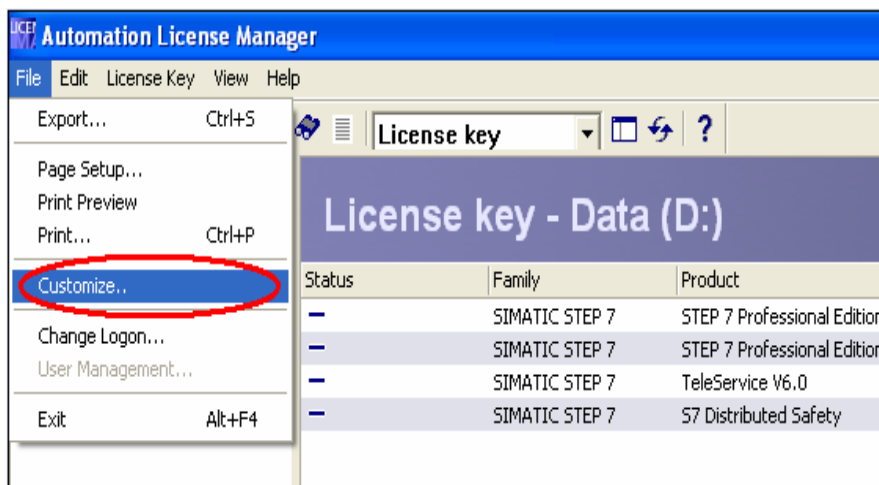 Automation License Manager
File Edit License Key View Help
Export... Ctrl+S
Page Setup...
Print Preview
Print... Ctrl+P
Customize..
Change Logon...
User Management...
Exit Alt+F4
License key
?
License key - Data (D:)
Status Family Product
SIMATIC STEP 7 STEP 7 Professional Edition
SIMATIC STEP 7 STEP 7 Professional Edition
SIMATIC STEP 7 TeleService V6.0
SIMATIC STEP 7 S7 Distributed Safety